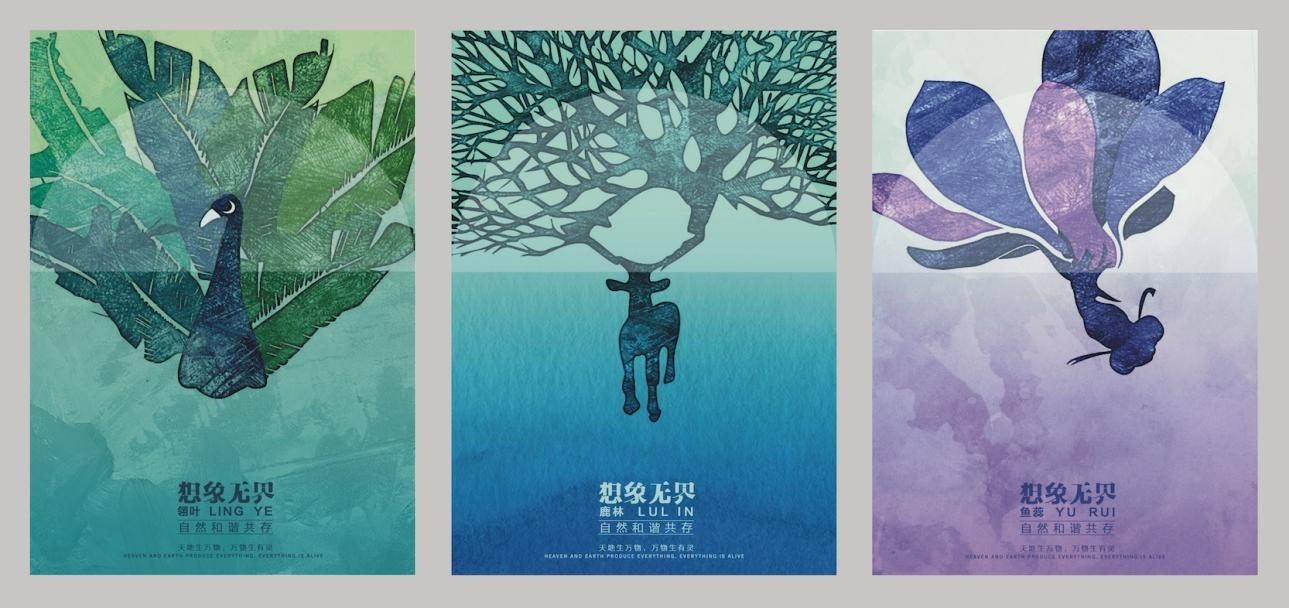 想象无界
翎叶 LING YE
自然和谐共存
天地生万物，万物生有灵
HEAVEN AND EARTH PRODUCE EVERYTHING, EVERYTHING IS ALIVE
想象无界
鹿林 LUL IN
自然和谐共存
天地生万物，万物生有灵
HEAVEN AND EARTH PRODUCE EVERYTHING, EVERYTHING IS ALIVE
想象无界
鱼蕊 YU RUI
自然和谐共存
天地生万物，万物生有灵
HEAVEN AND EARTH PRODUCE EVERYTHING, EVERYTHING IS ALIVE